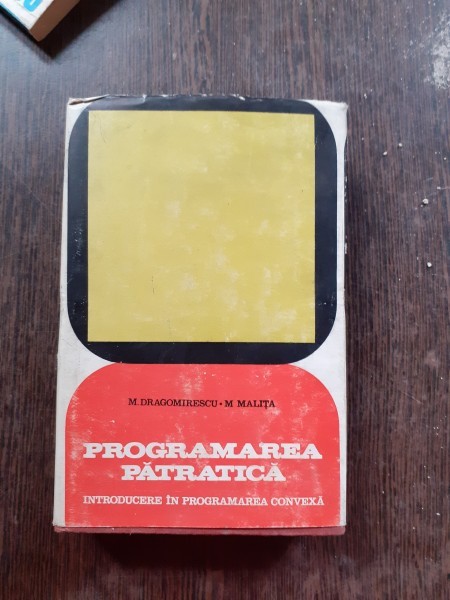 M. DRAGOMIRESCU • M MALIȚA
PROGRAMAREA
PĂTRATICĂ
INTRODUCERE ÎN PROGRAMAREA CONVEXĂ